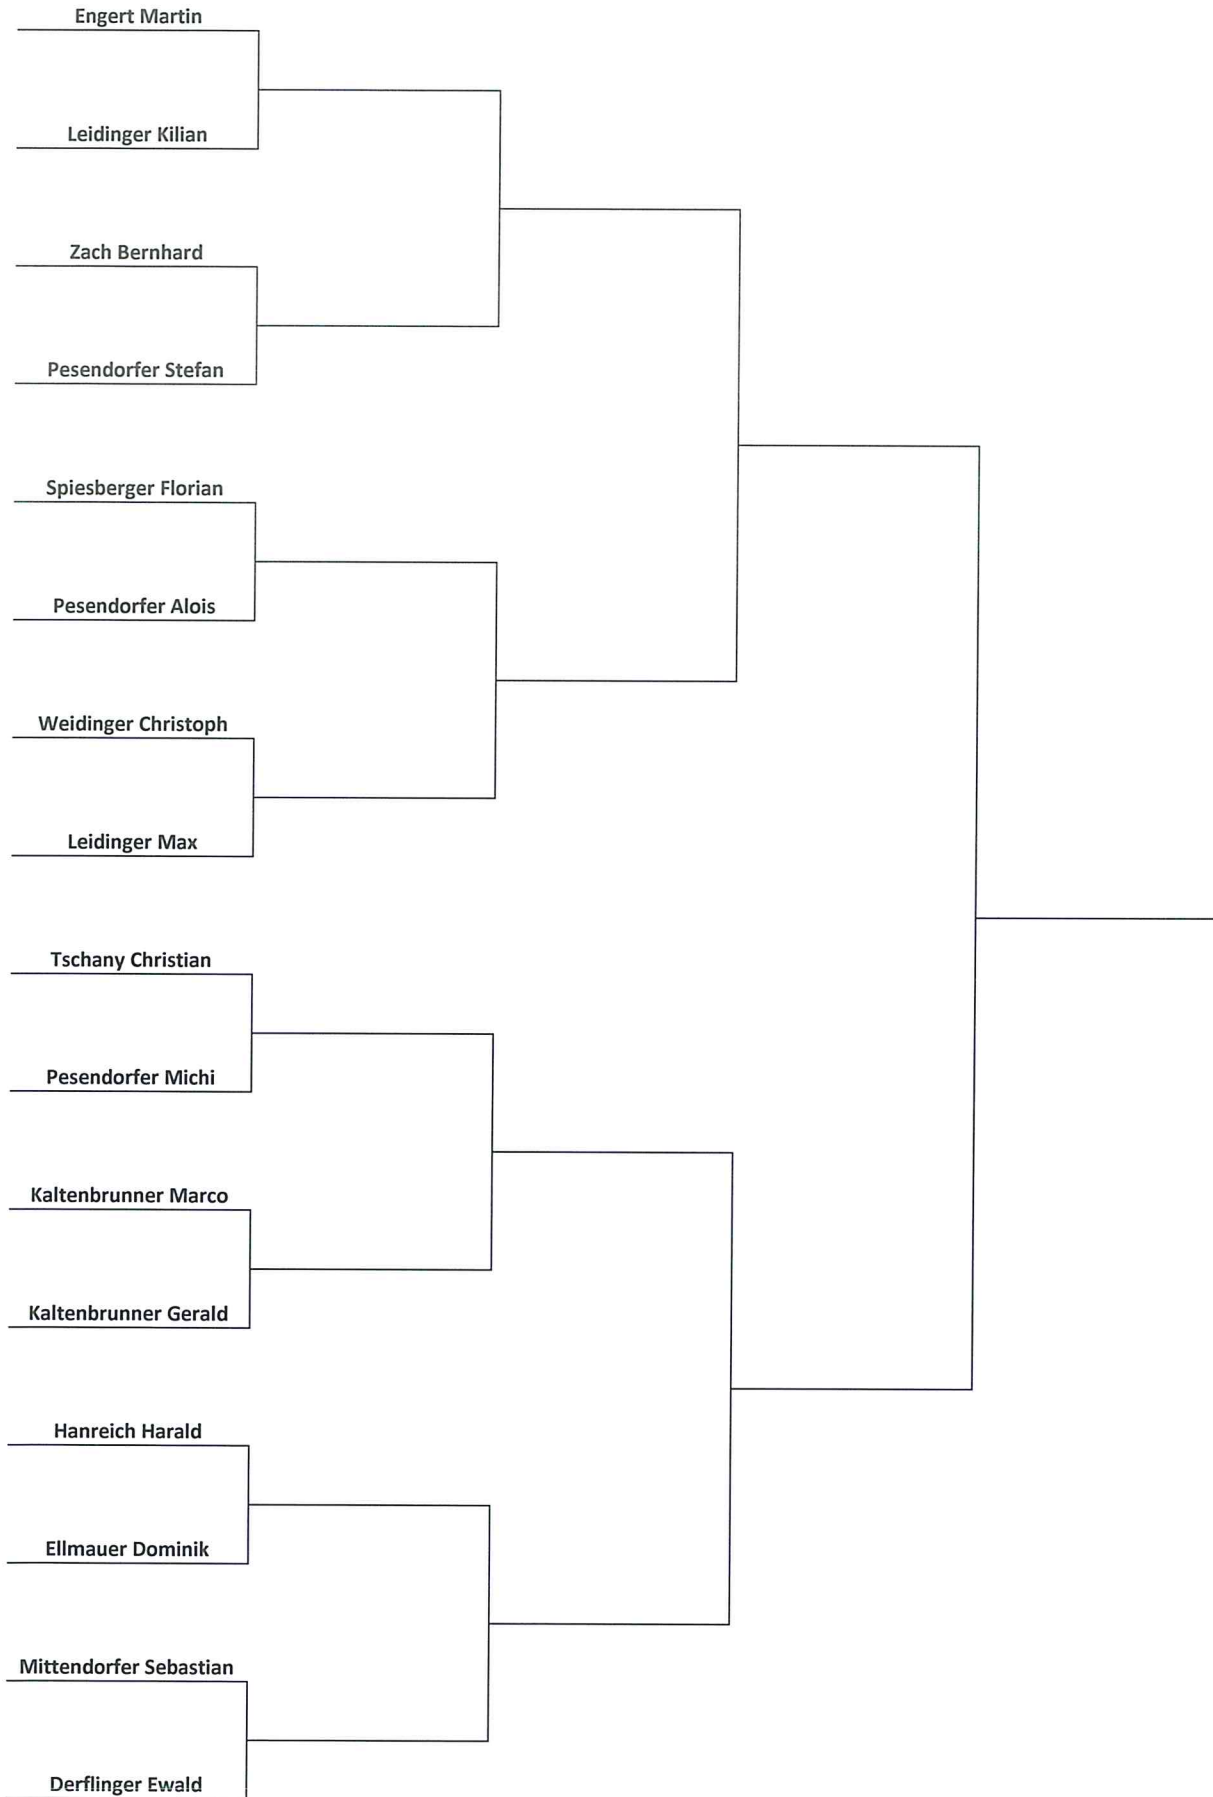 Engert Martin
Leidinger Kilian
Zach Bernhard
Pesendorfer Stefan
Spiesberger Florian
Pesendorfer Alois
Weidinger Christoph
Leidinger Max
Tschany Christian
Pesendorfer Michi
Kaltenbrunner Marco
Kaltenbrunner Gerald
Hanreich Harald
Ellmauer Dominik
Mittendorfer Sebastian
Derflinger Ewald